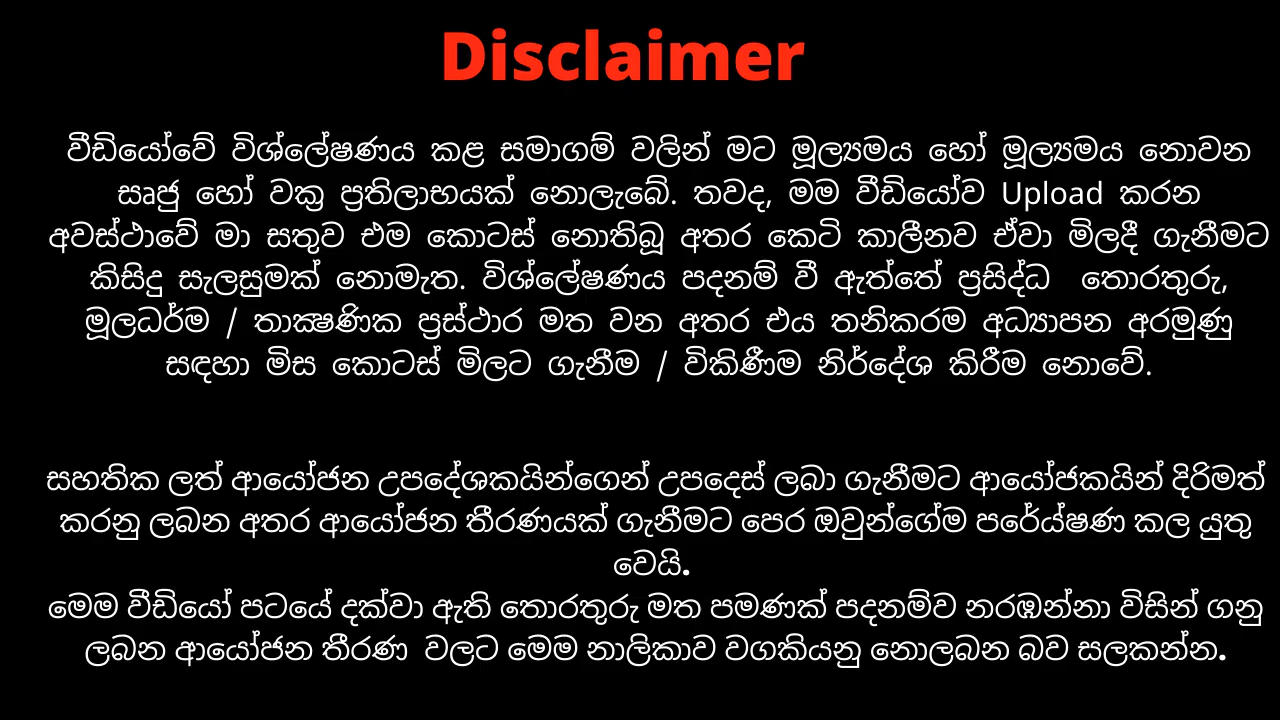 Disclaimer
වීඩියෝවේ විශ්ලේෂණය කළ සමාගම් වලින් මට මූල්‍යමය හෝ මූල්‍යමය නොවන
සෘජු හෝ වක්‍ර ප්‍රතිලාභයක් නොලැබේ. තවද, මම වීඩියෝව Upload කරන
අවස්ථාවේ මා සතුව එම කොටස් නොතිබූ අතර කෙටි කාලීනව ඒවා මිලදී ගැනීමට
කිසිදු සැලසුමක් නොමැත. විශ්ලේෂණය පදනම් වී ඇත්තේ ප්‍රසිද්ධ තොරතුරු,
මූලධර්ම / තාක්‍ෂණික ප්‍රස්ථාර මත වන අතර එය තනිකරම අධ්‍යාපන අරමුණු
සඳහා මිස කොටස් මිලට ගැනීම / විකිණීම නිර්දේශ කිරීම නොවේ.
සහතික ලත් ආයෝජන උපදේශකයින්ගෙන් උපදෙස් ලබා ගැනීමට ආයෝජකයින් දිරිමත්
කරනු ලබන අතර ආයෝජන තීරණයක් ගැනීමට පෙර ඔවුන්ගේම පරේය්ෂණ කල යුතු
වෙයි.
මෙම වීඩියෝ පටයේ දක්වා ඇති තොරතුරු මත පමණක් පදනම්ව නරඹන්නා විසින් ගනු
ලබන ආයෝජන තීරණ වලට මෙම නාලිකාව වගකියනු නොලබන බව සලකන්න.